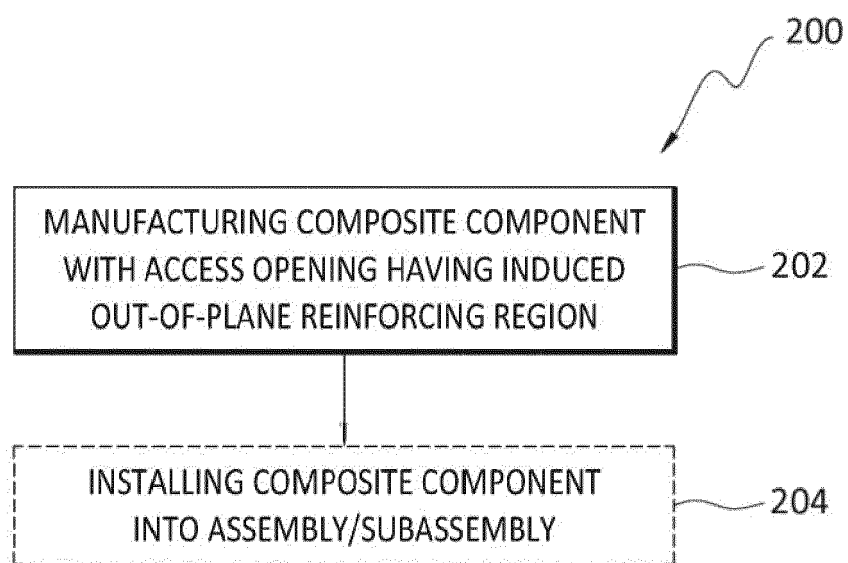 200
MANUFACTURING COMPOSITE COMPONENT
WITH ACCESS OPENING HAVING INDUCED
OUT-OF-PLANE REINFORCING REGION
202
INSTALLING COMPOSITE COMPONENT
INTO ASSEMBLY/SUBASSEMBLY
204